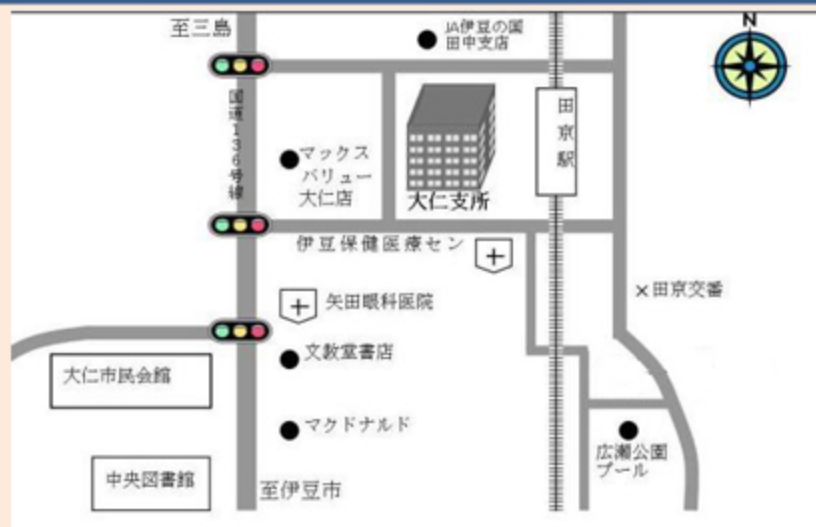 至三島
JA伊豆の国
田中支店
N
国道136号線
田京駅
マックス
バリュー
大仁店
大仁支所
伊豆保健医療セン
矢田眼科医院
×田京交番
文教堂書店
大仁市民会館
マクドナルド
広瀬公園
プール
中央図書館
至伊豆市